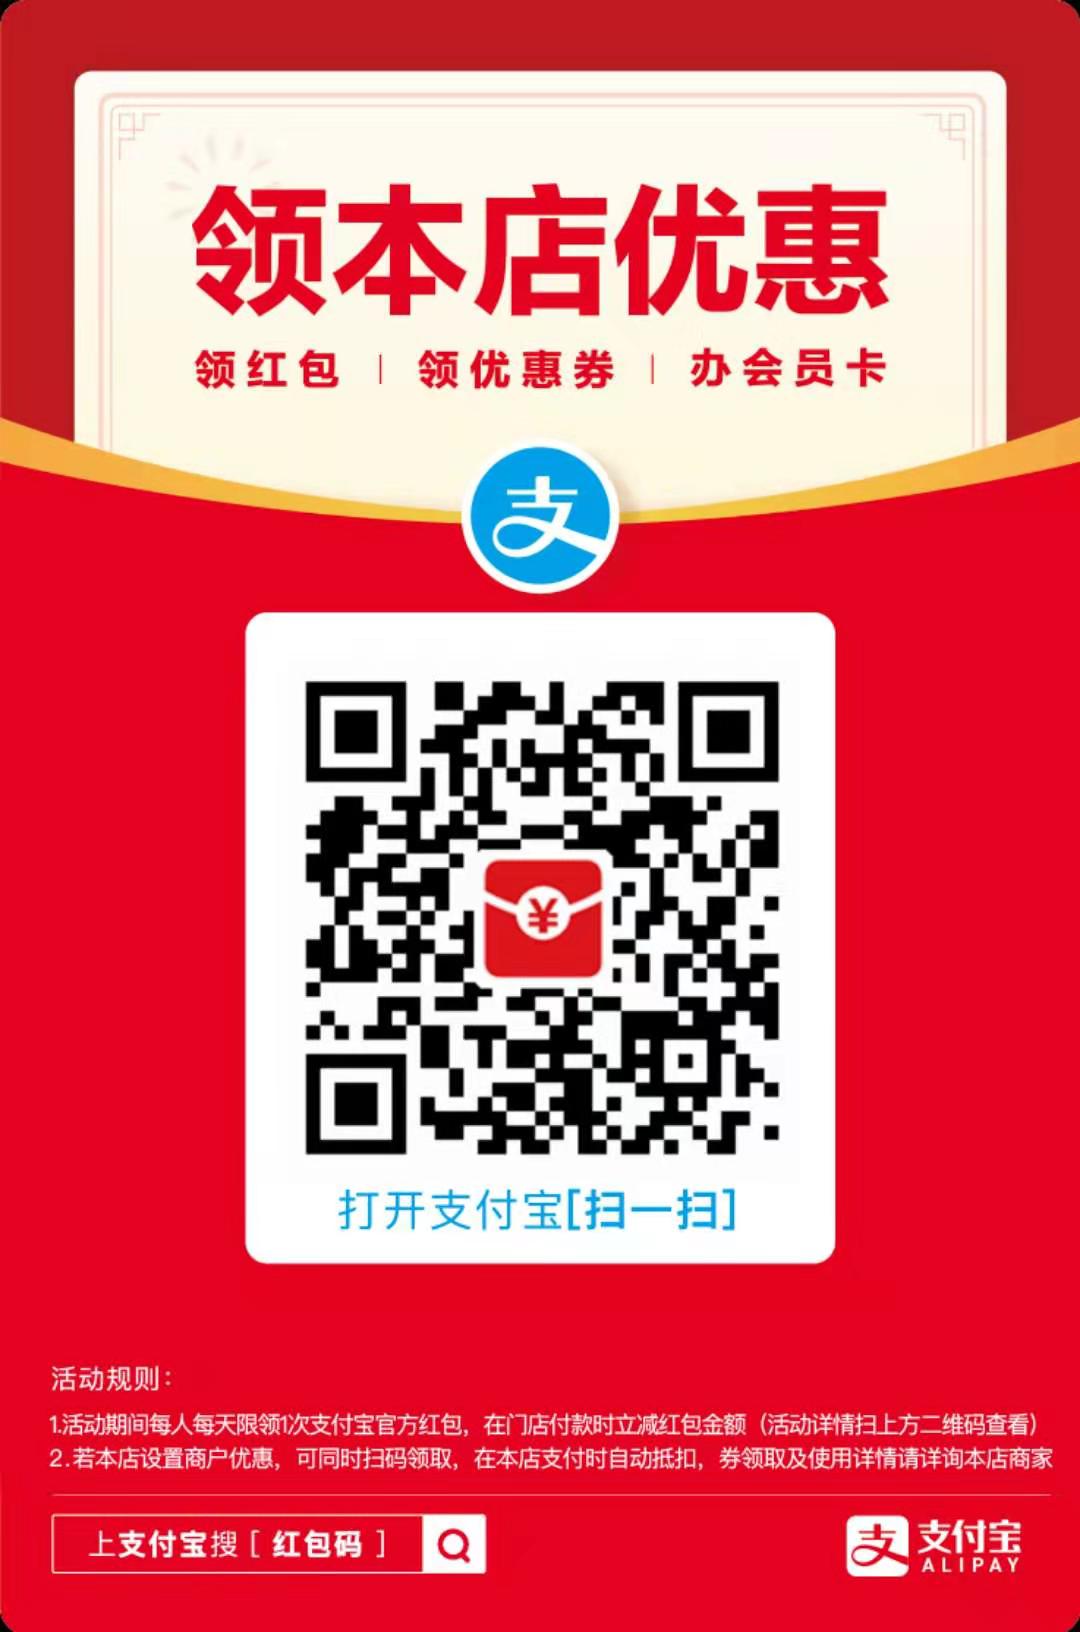 领本店优惠
领红包 | 领优惠券 | 办会员卡
支
¥
打开支付宝[扫一扫]
活动规则：
1.活动期间每人每天限领1次支付宝官方红包，在门店付款时立减红包金额（活动详情扫上方二维码查看）
2.若本店设置商户优惠，可同时扫码领取，在本店支付时自动抵扣，券领取及使用详情请详询本店商家
上支付宝搜 [ 红包码 ]
支 支付宝
ALIPAY